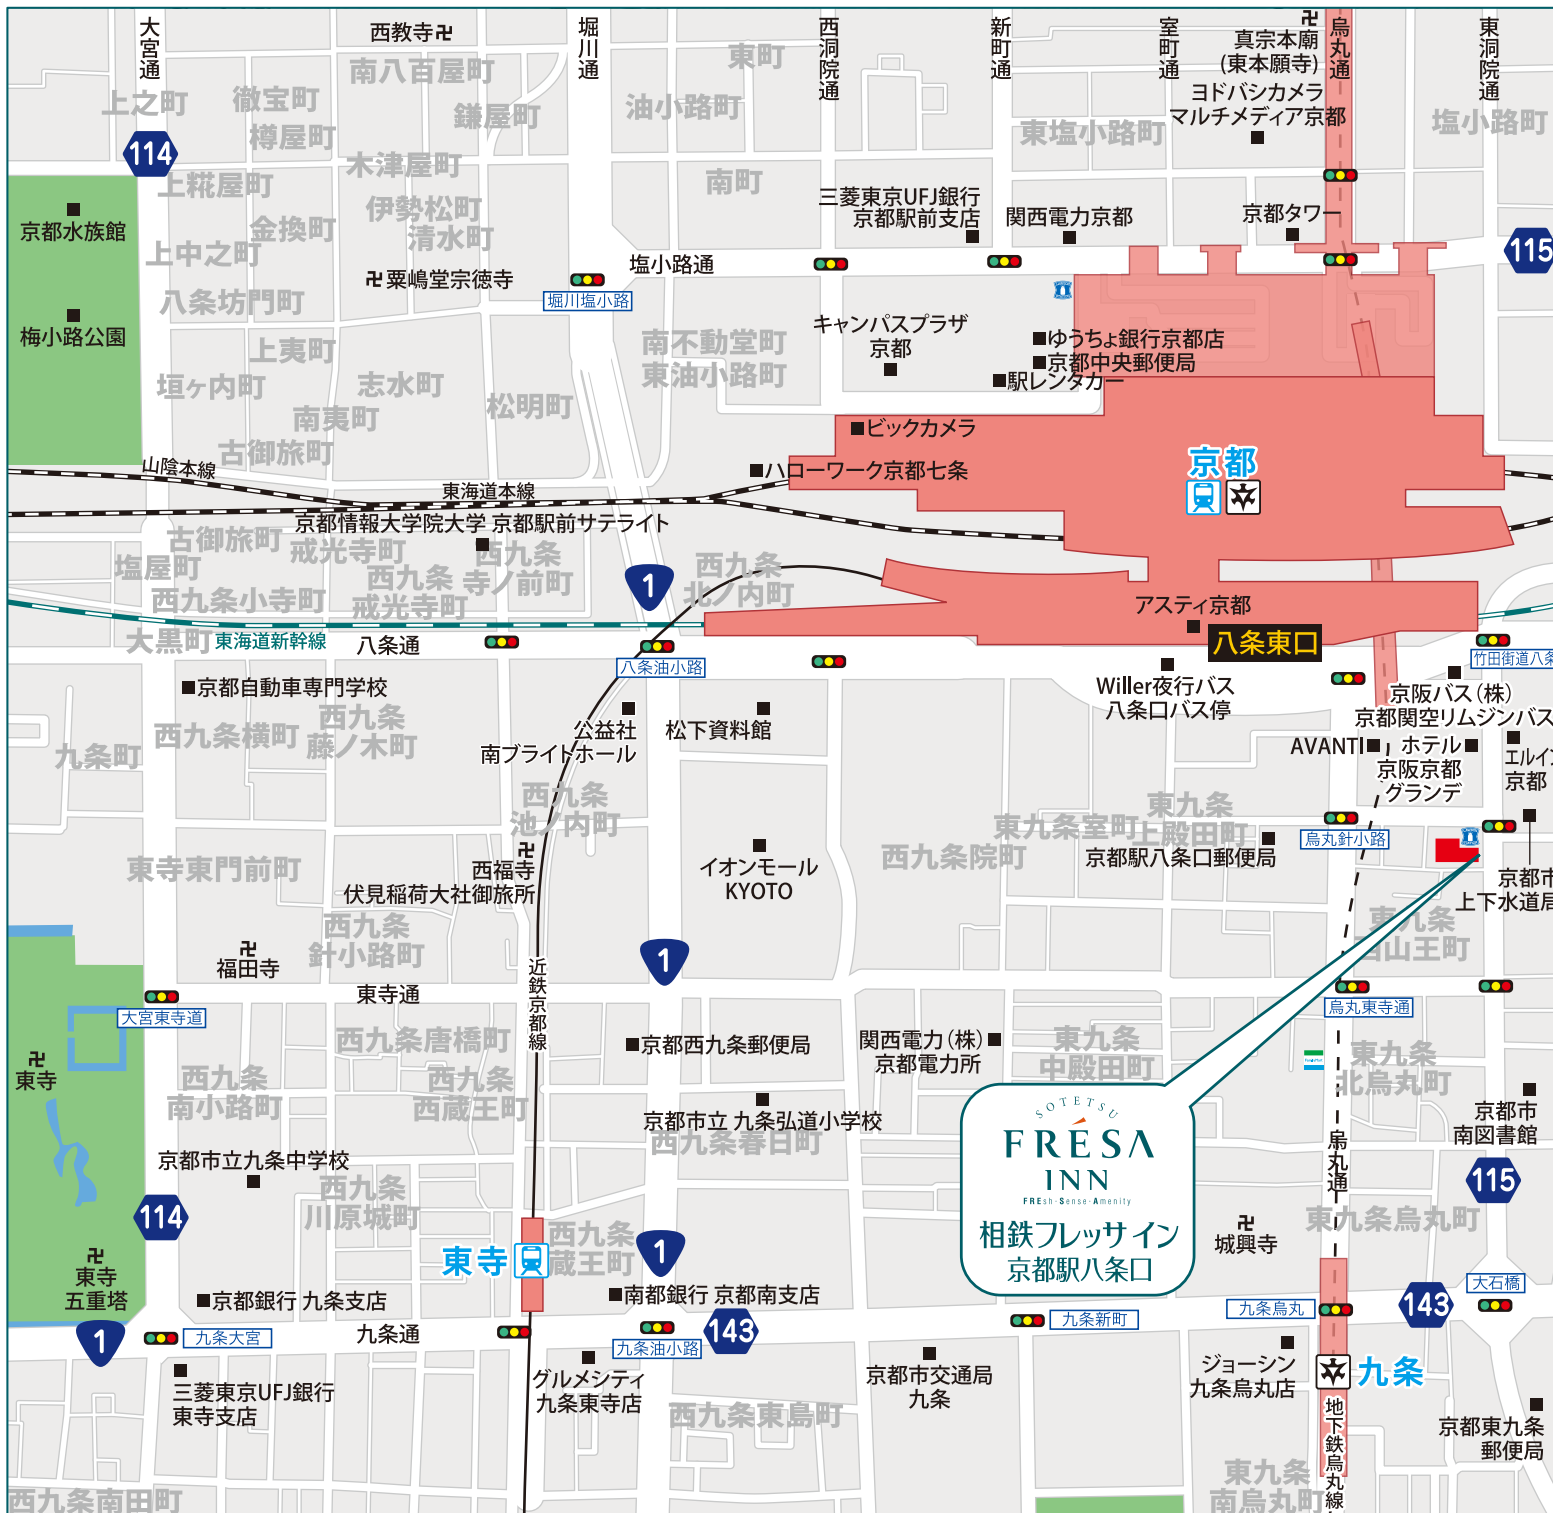 大宮通
西教寺
堀川通
西洞院通
新町通
室町通
真宗本廟
(東本願寺)
烏丸通
東洞院通
南八百屋町
東町
ヨドバシカメラ
マルチメディア京都
上之町
徹宝町
鎌屋町
油小路町
東塩小路町
塩小路町
樽屋町
114
木津屋町
上糀屋町
南町
三菱東京UFJ銀行
京都駅前支店
関西電力京都
京都タワー
伊勢松町
京都水族館
金換町
清水町
上中之町
115
塩小路通
粟嶋堂宗徳寺
堀川塩小路
八条坊門町
梅小路公園
上夷町
南不動堂町
キャンパスプラザ
京都
ゆうちょ銀行京都店
京都中央郵便局
駅レンタカー
東油小路町
垣ヶ内町
志水町
松明町
南夷町
ビックカメラ
古御旅町
山陰本線
ハローワーク京都七条
京都
東海道本線
京都情報大学院大学 京都駅前サテライト
古御旅町
戒光寺町
西九条
寺ノ前町
塩屋町
西九条
戒光寺町
1
西九条
北ノ内町
西九条小寺町
アスティ京都
大黒町
東海道新幹線
八条通
八条東口
八条油小路
竹田街道八条
京都自動車専門学校
Willer夜行バス
八条口バス停
京阪バス(株)
京都関空リムジンバス
西九条
藤ノ木町
西九条横町
公益社
南ブライトホール
松下資料館
九条町
AVANTI
ホテル
京阪京都
グランデ
エルイン
京都
西九条
池ノ内町
東九条室町
東九条
上殿田町
烏丸針小路
京都駅八条口郵便局
西九条院町
イオンモール
KYOTO
西福寺
伏見稲荷大社御旅所
東寺東門前町
京都市
上下水道局
西九条
針小路町
東九条
西山王町
福田寺
1
近鉄京都線
東寺通
大宮東寺道
烏丸東寺通
西九条唐橋町
京都西九条郵便局
関西電力(株)
京都電力所
東九条
中殿田町
東九条
北烏丸町
東寺
西九条
南小路町
西九条
西蔵王町
京都市立 九条弘道小学校
西九条春日町
京都市
南図書館
SOTETSU
FRESA
INN
FREsh·Sense·Amenity
相鉄フレッサイン
京都駅八条口
烏丸通
京都市立九条中学校
西九条
川原城町
115
114
東九条烏丸町
城興寺
東寺
西九条
蔵王町
1
東寺
五重塔
京都銀行 九条支店
南都銀行 京都南支店
大石橋
九条烏丸
143
九条新町
1
九条大宮
九条通
九条油小路
143
三菱東京UFJ銀行
東寺支店
グルメシティ
九条東寺店
京都市交通局
九条
ジョーシン
九条烏丸店
九条
西九条東島町
地下鉄烏丸線
京都東九条
郵便局
東九条
南烏丸町
西九条南田町